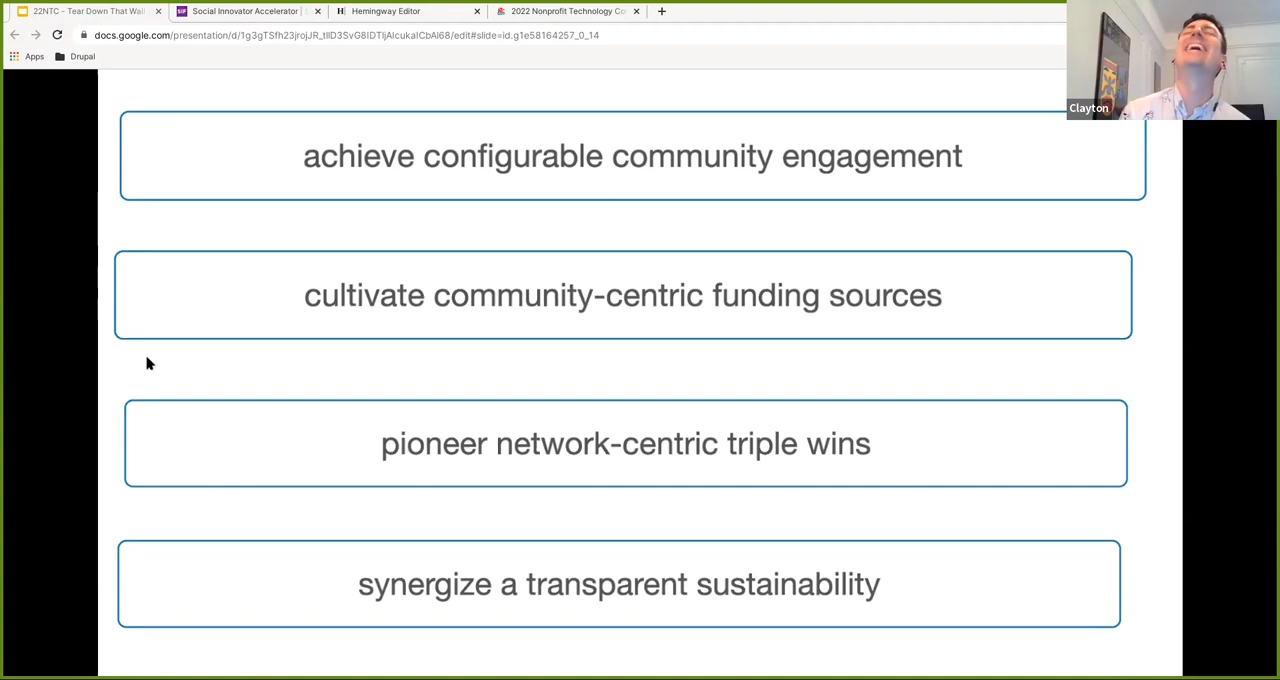 22NTC - Tear Down That Wall
Social Innovator Accelerator |
Hemingway Editor
2022 Nonprofit Technology Co
Apps
Drupal
Clayton
achieve configurable community engagement
cultivate community-centric funding sources
pioneer network-centric triple wins
synergize a transparent sustainability